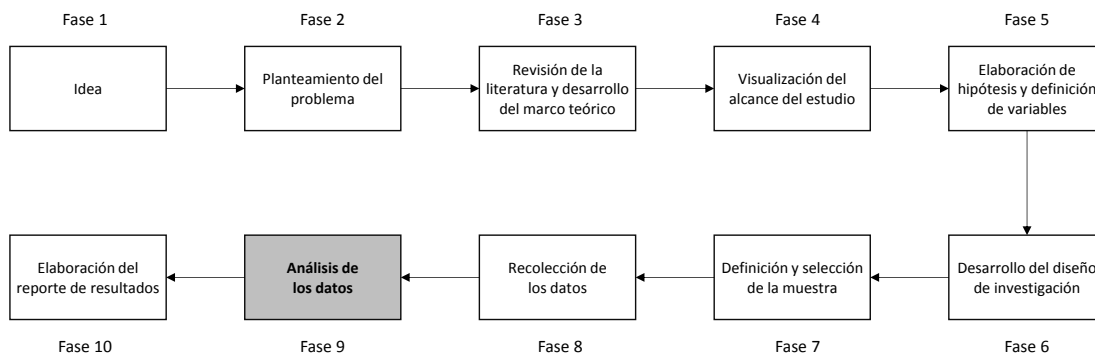 Fase 1
Fase 2
Fase 3
Fase 4
Fase 5
Idea
Planteamiento del
problema
Revisión de la
literatura y desarrollo
del marco teórico
Visualización del
alcance del estudio
Elaboración de
hipótesis y definición
de variables
Elaboración del
reporte de resultados
Análisis de
los datos
Recolección de
los datos
Definición y selección
de la muestra
Desarrollo del diseño
de investigación
Fase 10
Fase 9
Fase 8
Fase 7
Fase 6